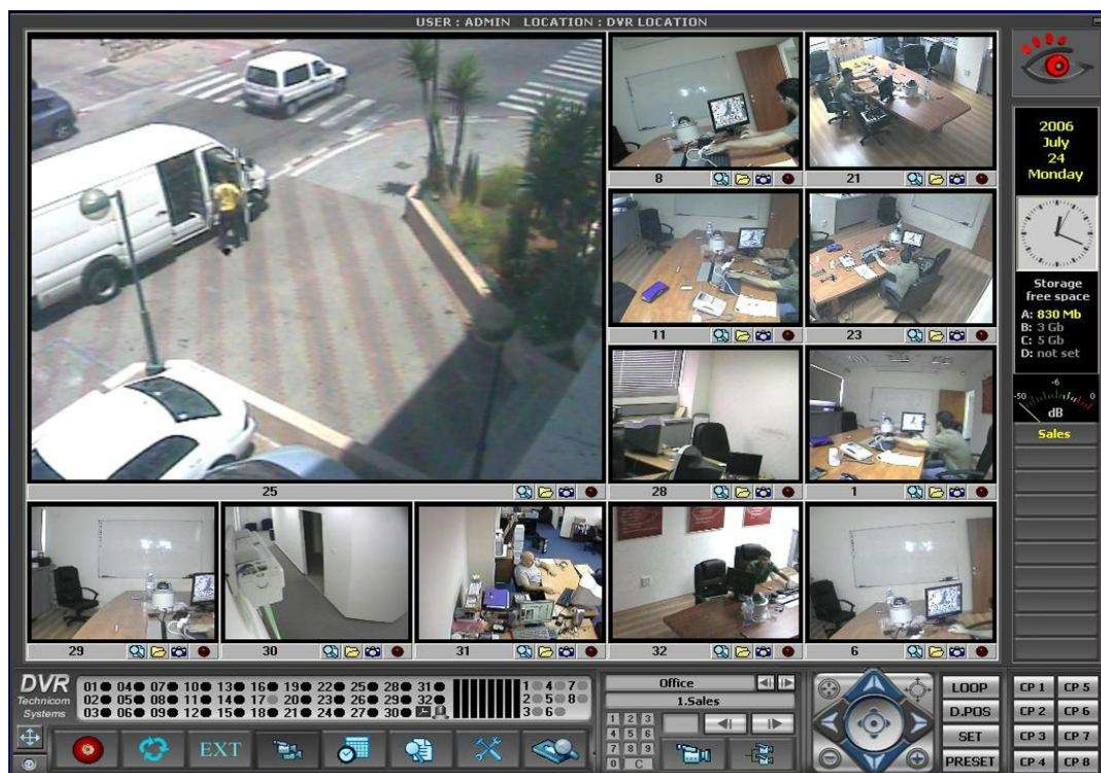 USER : ADMIN LOCATION : DVR LOCATION
8
21
2006
July
24
Monday
11
23
Storage
free space
A: 830 Mb
B: 3 Gb
C: 5 Gb
D: not set
-50 -6 0
dB
Sales
25
28
1
29
30
31
32
6
DVR
Technicom
Systems
01 04 07 10 13 16 19 22 25 28 31 1 4 7
02 05 08 11 14 17 20 23 26 29 32 2 5 8
03 06 09 12 15 18 21 24 27 30 3 6
EXT
Office
1.Sales
1 2 3
4 5 6
7 8 9
0 C
LOOP
D.POS
SET
PRESET
CP 1 CP 5
CP 2 CP 6
CP 3 CP 7
CP 4 CP 8